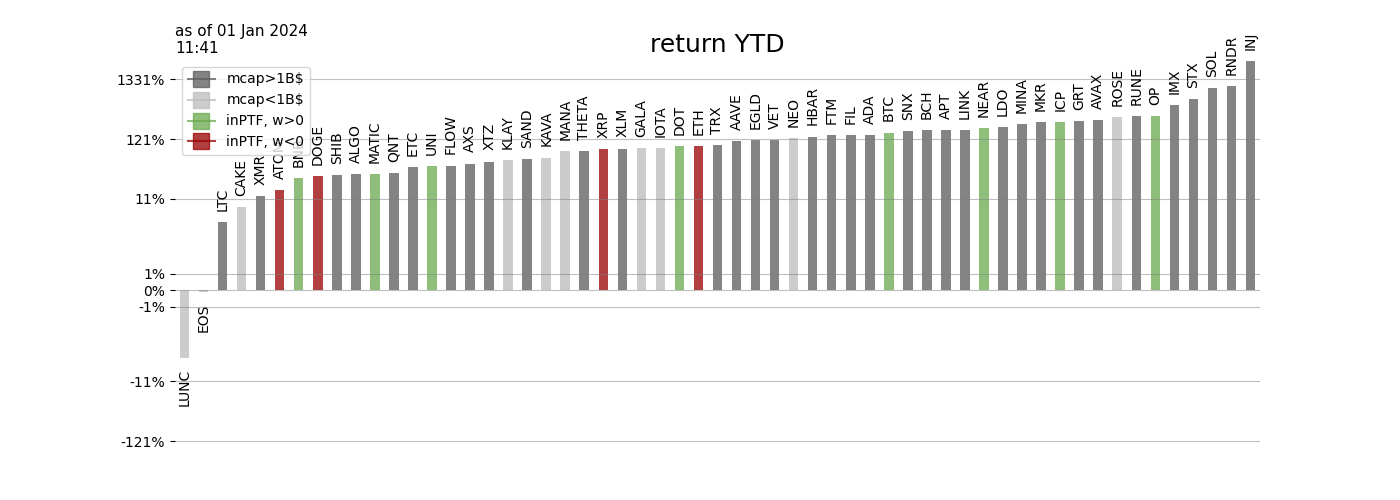 as of 01 Jan 2024
11:41
return YTD
mcap>1B$
mcap<1B$
inPTF, w>0
inPTF, w<0
1331%
121%
11%
1%
0%
-1%
-11%
-121%
LUNC
EOS
LTC
CAKE
XMR
ATOM
BNB
DOGE
SHIB
ALGO
MATIC
QNT
ETC
UNI
FLOW
AXS
XTZ
KLAY
SAND
KAVA
MANA
THETA
XRP
XLM
GALA
IOTA
DOT
ETH
TRX
AAVE
EGLD
VET
NEO
HBAR
FTM
FIL
ADA
BTC
SNX
BCH
APT
LINK
NEAR
LDO
MINA
MKR
ICP
GRT
AVAX
ROSE
RUNE
OP
IMX
STX
SOL
RNDR
INJ